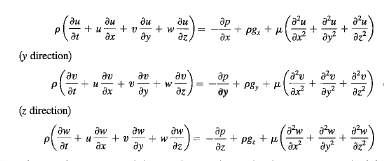 ρ(∂u/∂t + u ∂u/∂x + v ∂u/∂y + w ∂u/∂z) = − ∂p/∂x + ρgₓ + μ(∂²u/∂x² + ∂²u/∂y² + ∂²u/∂z²)
(y direction)
ρ(∂v/∂t + u ∂v/∂x + v ∂v/∂y + w ∂v/∂z) = − ∂p/∂y + ρg_y + μ(∂²v/∂x² + ∂²v/∂y² + ∂²v/∂z²)
(z direction)
ρ(∂w/∂t + u ∂w/∂x + v ∂w/∂y + w ∂w/∂z) = − ∂p/∂z + ρg_z + μ(∂²w/∂x² + ∂²w/∂y² + ∂²w/∂z²)